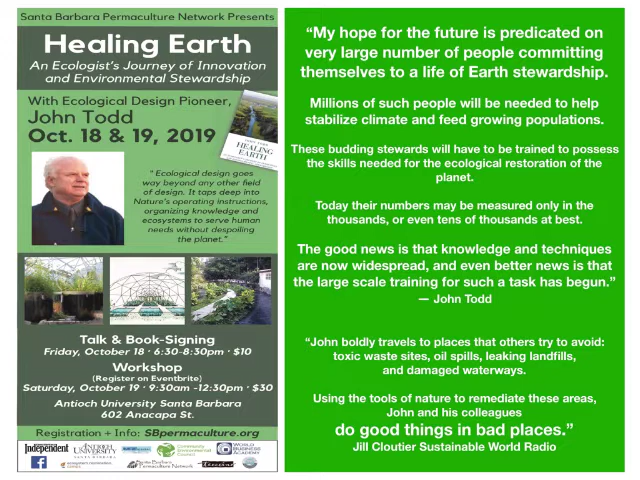 Santa Barbara Permaculture Network Presents
Healing Earth
An Ecologist's Journey of Innovation
and Environmental Stewardship
With Ecological Design Pioneer,
John Todd
Oct. 18 & 19, 2019
HEALING
EARTH
" Ecological design goes
way beyond any other field
of design. It taps deep into
Nature's operating instructions,
organizing knowledge and
ecosystems to serve human
needs without despoiling
the planet."
Talk & Book-Signing
Friday, October 18 · 6:30-8:30pm · $10
Workshop
(Register on Eventbrite)
Saturday, October 19 · 9:30am -12:30pm · $30
Antioch University Santa Barbara
602 Anacapa St.
Registration + Info: SBpermaculture.org
Independent
ANTIOCH
UNIVERSITY
SANTA BARBARA
Community
Environmental
Council
WORLD
BUSINESS
ACADEMY
Santa Barbara
Permaculture Network
“My hope for the future is predicated on
very large number of people committing
themselves to a life of Earth stewardship.
Millions of such people will be needed to help
stabilize climate and feed growing populations.
These budding stewards will have to be trained to possess
the skills needed for the ecological restoration of the
planet.
Today their numbers may be measured only in the
thousands, or even tens of thousands at best.
The good news is that knowledge and techniques
are now widespread, and even better news is that
the large scale training for such a task has begun.”
— John Todd
“John boldly travels to places that others try to avoid:
toxic waste sites, oil spills, leaking landfills,
and damaged waterways.
Using the tools of nature to remediate these areas,
John and his colleagues
do good things in bad places.”
Jill Cloutier Sustainable World Radio